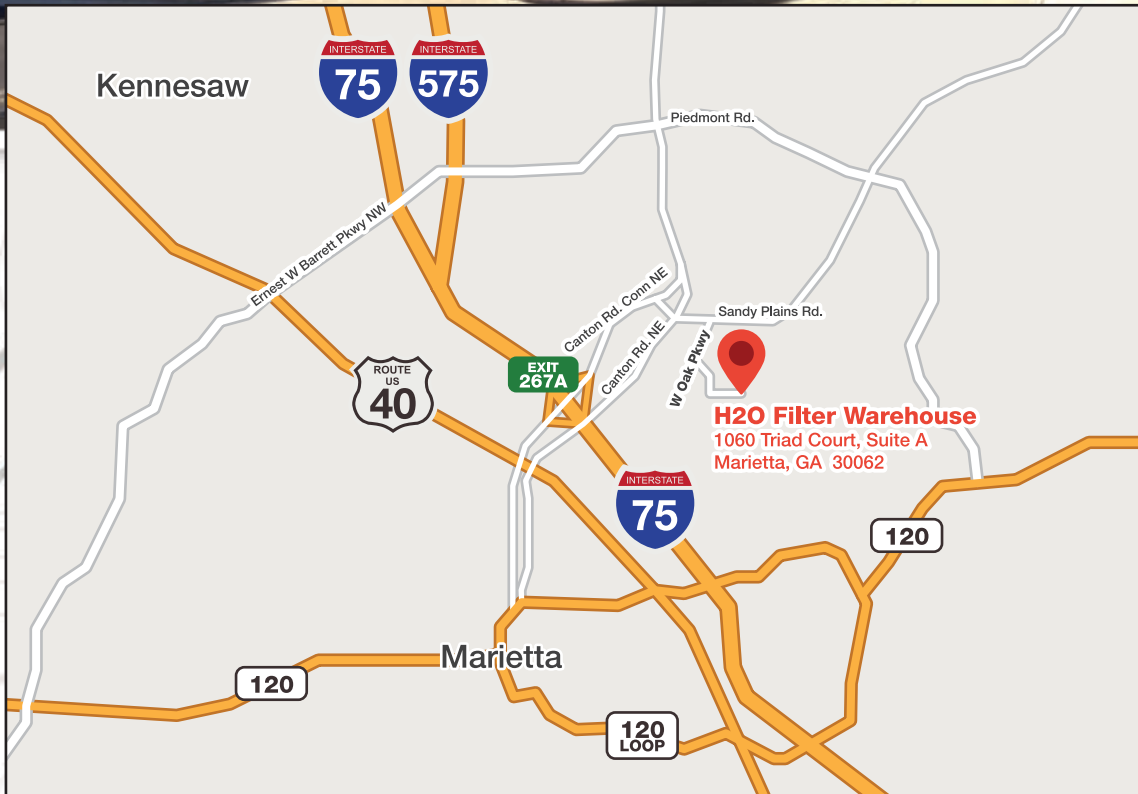 INTERSTATE
75
INTERSTATE
575
Kennesaw
Piedmont Rd.
Ernest W Barrett Pkwy NW
Canton Rd. Conn NE
Sandy Plains Rd.
Canton Rd. NE
W Oak Pkwy
EXIT
267A
ROUTE
US
40
H2O Filter Warehouse
1060 Triad Court, Suite A
Marietta, GA 30062
INTERSTATE
75
120
Marietta
120
120
LOOP